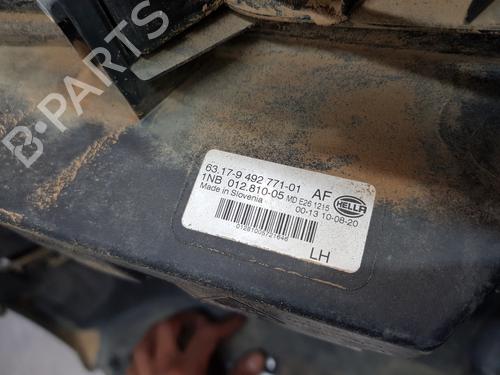 B-Parts
63.17-9 492 771-01 AF HELLA
1NB 012.810-05 MD E26 1215
Made in Slovenia 00-13 10-08-20
LH